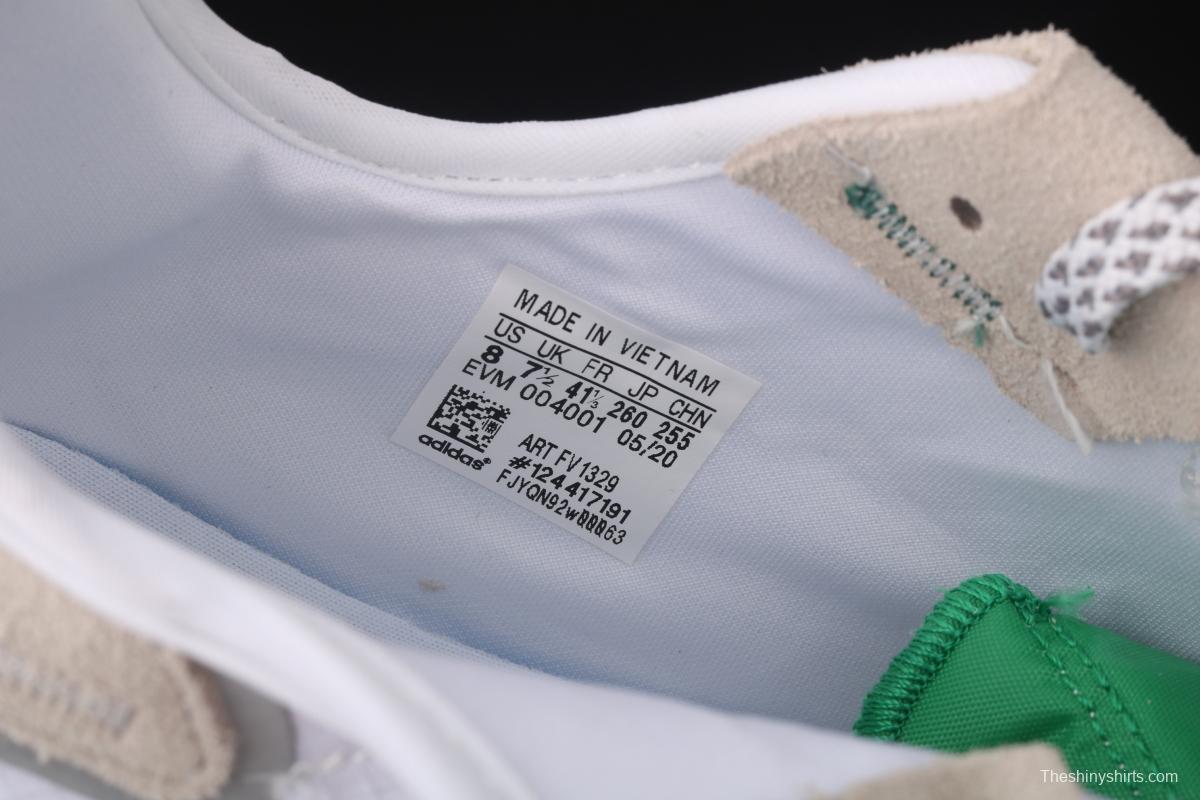 MADE IN VIETNAM
US UK FR JP CHN
8 7½ 41⅓ 260 255
EVM 004001 05/20
ART FV1329
#124417191
adidas®
Theshinyshirts.com